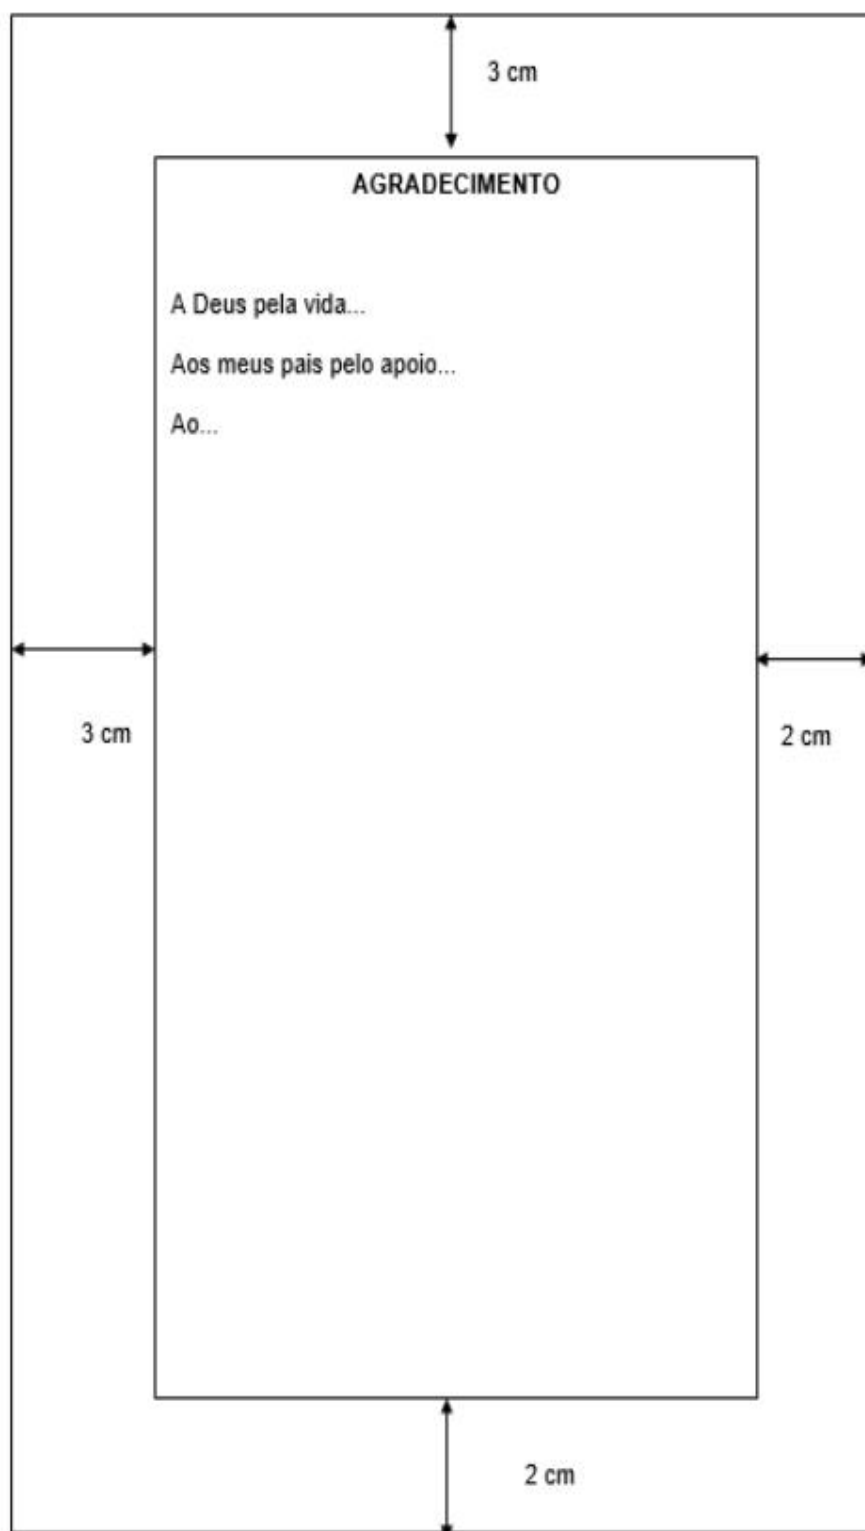 3 cm
AGRADECIMENTO
A Deus pela vida...
Aos meus pais pelo apoio...
Ao...
3 cm
2 cm
2 cm